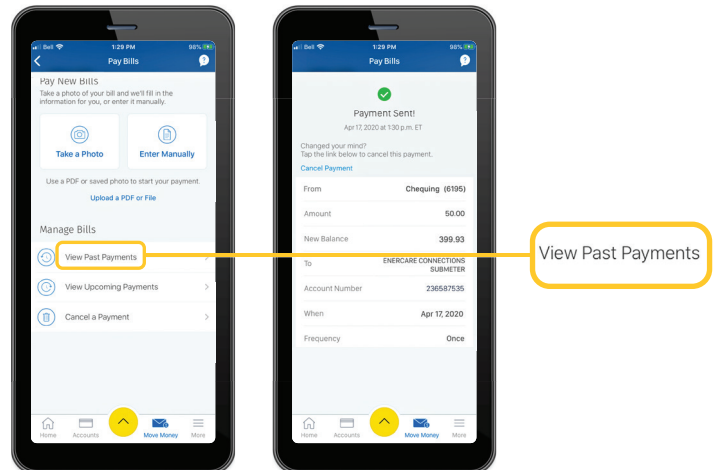 Bell 1:29 PM 98%
Pay Bills ?
Pay New Bills
Take a photo of your bill and we'll fill in the
information for you, or enter it manually.
Take a Photo Enter Manually
Use a PDF or saved photo to start your payment.
Upload a PDF or File
Manage Bills
View Past Payments
View Upcoming Payments
Cancel a Payment
Home Accounts Move Money More
Bell 1:29 PM 98%
Pay Bills ?
Payment Sent!
Apr 17, 2020 at 1:30 p.m. ET
Changed your mind?
Tap the link below to cancel this payment.
Cancel Payment
From Chequing (6195)
Amount 50.00
New Balance 399.93
To ENERCARE CONNECTIONS
SUBMETER
Account Number 236587535
When Apr 17, 2020
Frequency Once
Home Accounts Move Money More
View Past Payments